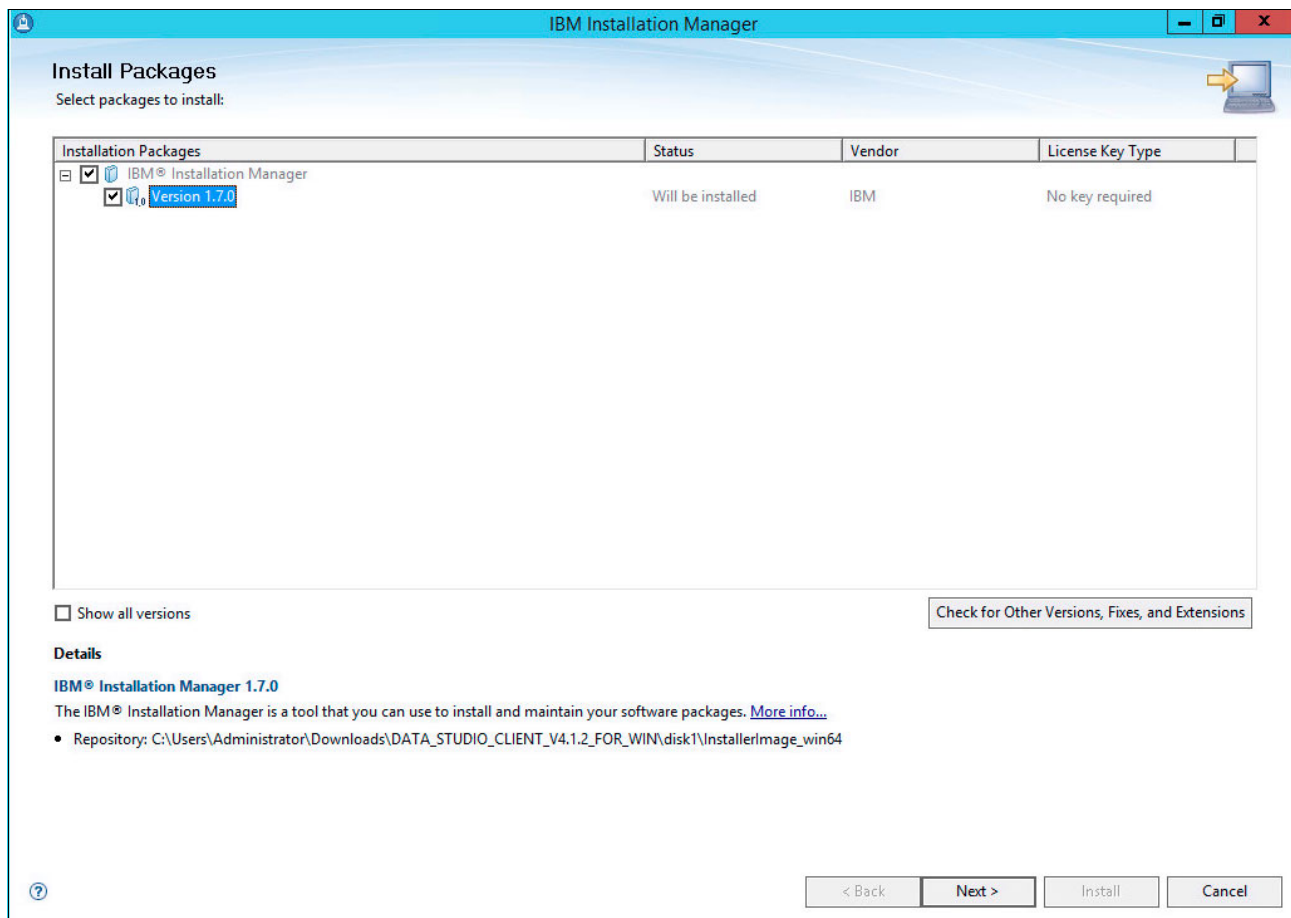 IBM Installation Manager
Install Packages
Select packages to install:
Installation Packages Status Vendor License Key Type
IBM® Installation Manager
1.0 Version 1.7.0 Will be installed IBM No key required
Show all versions
Check for Other Versions, Fixes, and Extensions
Details
IBM® Installation Manager 1.7.0
The IBM® Installation Manager is a tool that you can use to install and maintain your software packages. More info...
• Repository: C:\Users\Administrator\Downloads\DATA_STUDIO_CLIENT_V4.1.2_FOR_WIN\disk1\InstallerImage_win64
? < Back Next > Install Cancel